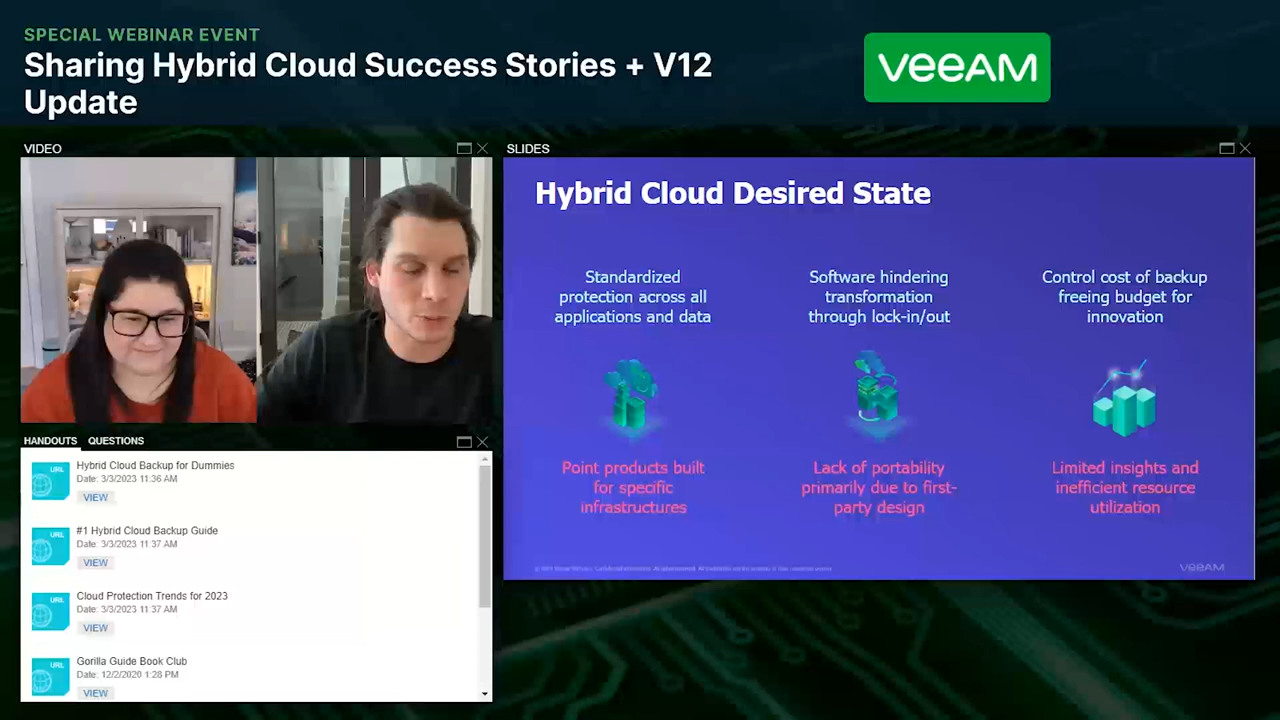 SPECIAL WEBINAR EVENT
Sharing Hybrid Cloud Success Stories + V12
Update
veeAM
VIDEO
SLIDES
Hybrid Cloud Desired State
Standardized
protection across all
applications and data
Software hindering
transformation
through lock-in/out
Control cost of backup
freeing budget for
innovation
Point products built
for specific
infrastructures
Lack of portability
primarily due to first-
party design
Limited insights and
inefficient resource
utilization
veeAM
HANDOUTS QUESTIONS
URL
Hybrid Cloud Backup for Dummies
Date: 3/3/2023 11:36 AM
VIEW
URL
#1 Hybrid Cloud Backup Guide
Date: 3/3/2023 11:37 AM
VIEW
URL
Cloud Protection Trends for 2023
Date: 3/3/2023 11:37 AM
VIEW
URL
Gorilla Guide Book Club
Date: 12/2/2020 1:28 PM
VIEW